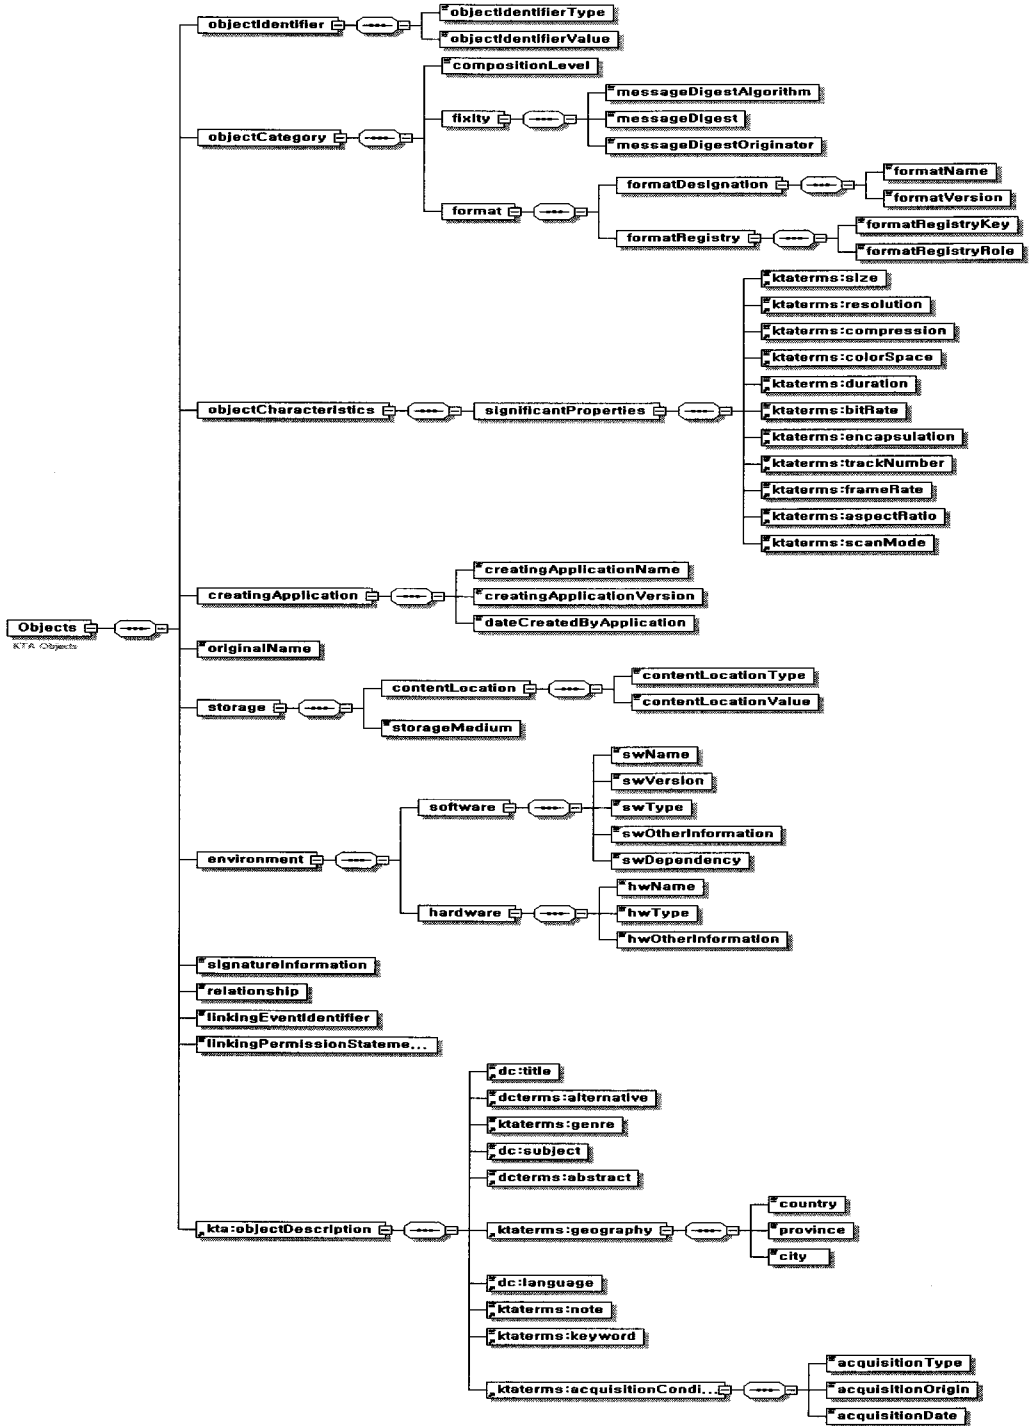 objectIdentifier
objectIdentifierType
objectIdentifierValue
objectCategory
compositionLevel
fixity
messageDigestAlgorithm
messageDigest
messageDigestOriginator
format
formatDesignation
formatName
formatVersion
formatRegistry
formatRegistryKey
formatRegistryRole
objectCharacteristics
significantProperties
ktaterms:size
ktaterms:resolution
ktaterms:compression
ktaterms:colorSpace
ktaterms:duration
ktaterms:bitRate
ktaterms:encapsulation
ktaterms:trackNumber
ktaterms:frameRate
ktaterms:aspectRatio
ktaterms:scanMode
creatingApplication
creatingApplicationName
creatingApplicationVersion
dateCreatedByApplication
Objects
KTA Objects
originalName
storage
contentLocation
contentLocationType
contentLocationValue
storageMedium
environment
software
swName
swVersion
swType
swOtherInformation
swDependency
hardware
hwName
hwType
hwOtherInformation
signatureInformation
relationship
linkingEventIdentifier
linkingPermissionStateme...
kta:objectDescription
dc:title
dcterms:alternative
ktaterms:genre
dc:subject
dcterms:abstract
ktaterms:geography
country
province
city
dc:language
ktaterms:note
ktaterms:keyword
ktaterms:acquisitionCondi...
acquisitionType
acquisitionOrigin
acquisitionDate